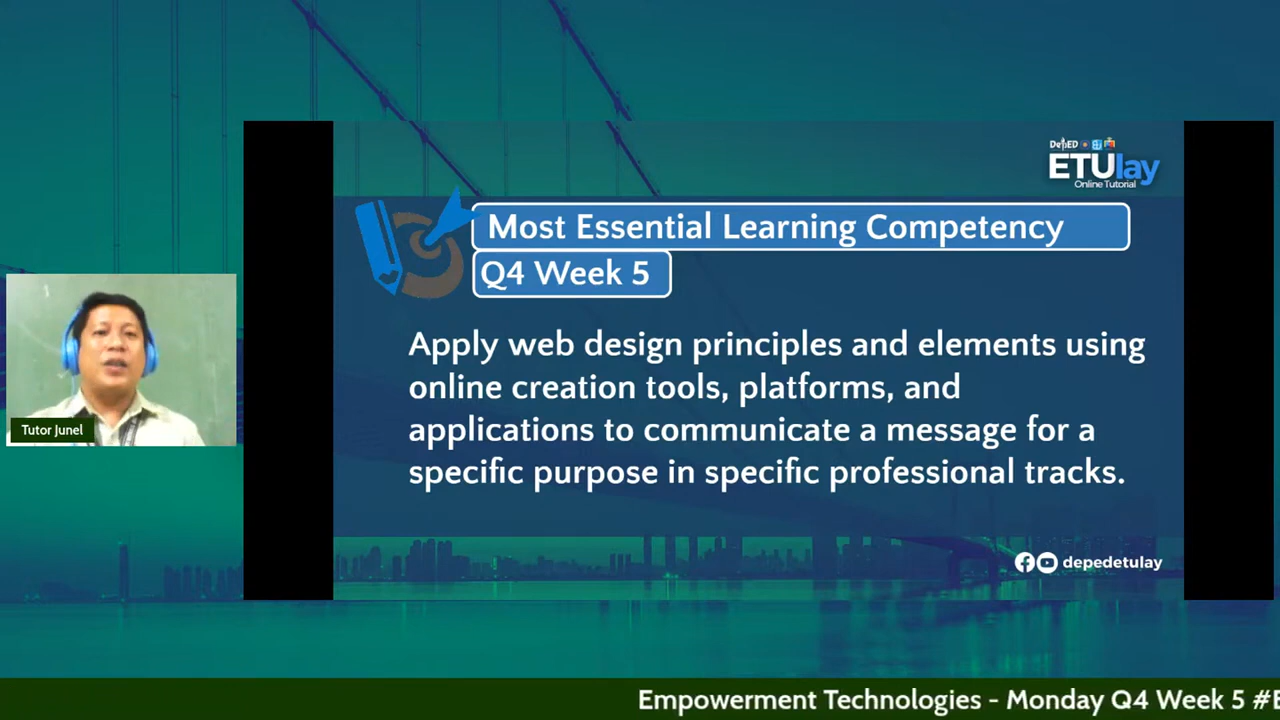 DepED
ETUlay
Online Tutorial
Most Essential Learning Competency
Q4 Week 5
Apply web design principles and elements using
online creation tools, platforms, and
applications to communicate a message for a
specific purpose in specific professional tracks.
Tutor Junel
depedetulay
Empowerment Technologies - Monday Q4 Week 5 #E